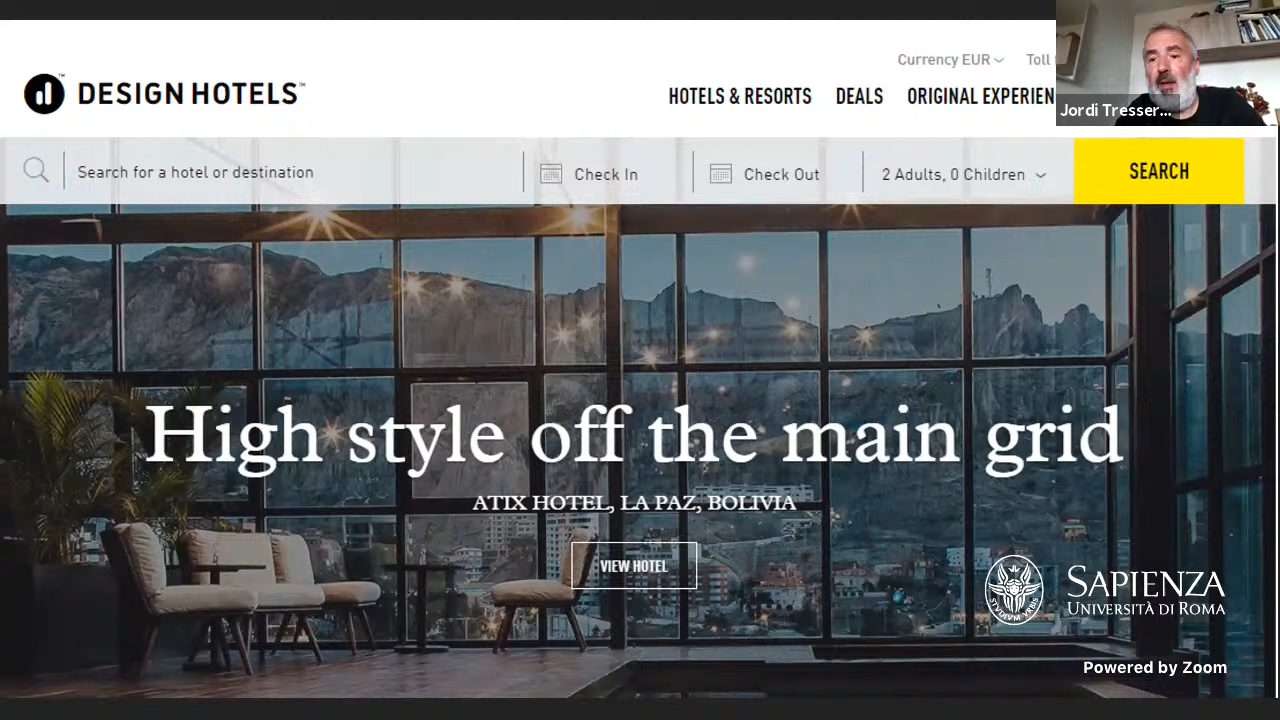 Currency EUR
Toll
DESIGN HOTELS™
HOTELS & RESORTS
DEALS
ORIGINAL EXPERIEN
Jordi Tresser...
Search for a hotel or destination
Check In
Check Out
2 Adults, 0 Children
SEARCH
High style off the main grid
ATIX HOTEL, LA PAZ, BOLIVIA
VIEW HOTEL
STVDIVM VRBIS
SAPIENZA
UNIVERSITÀ DI ROMA
Powered by Zoom